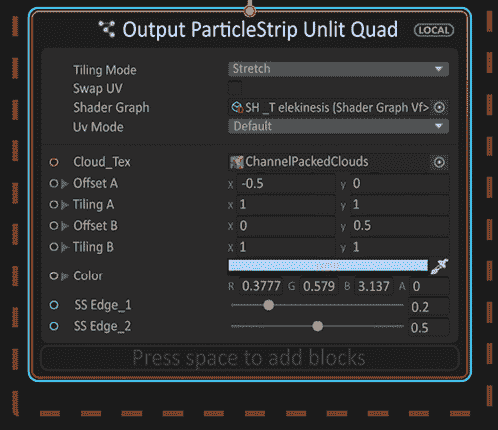 Output ParticleStrip Unlit Quad LOCAL
Tiling Mode Stretch
Swap UV
Shader Graph SH _T elekinesis (Shader Graph Vf>
Uv Mode Default
Cloud_Tex ChannelPackedClouds
Offset A x -0.5 y 0
Tiling A x 1 y 1
Offset B x 0 y 0.5
Tiling B x 1 y 1
Color
R 0.3777 G 0.579 B 3.137 A 0
SS Edge_1 0.2
SS Edge_2 0.5
Press space to add blocks